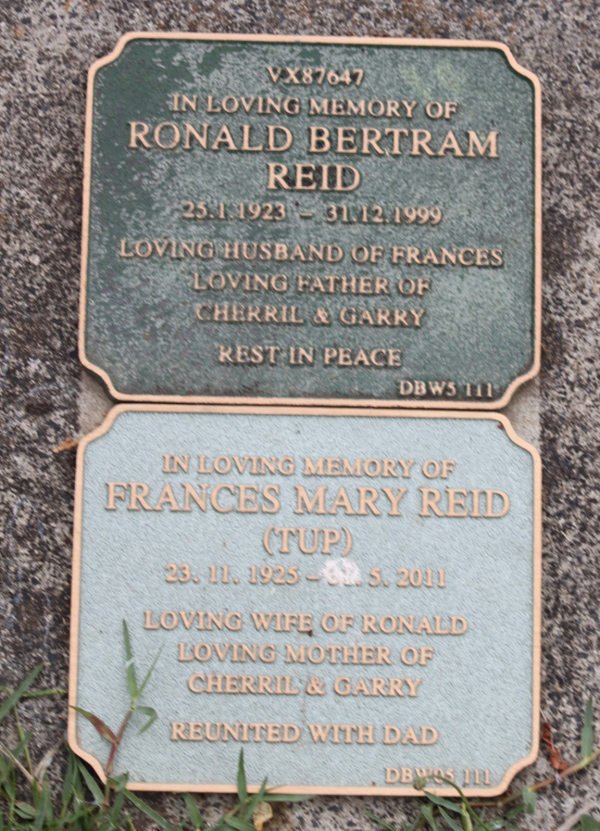 VX87647
IN LOVING MEMORY OF
RONALD BERTRAM
REID
25.1.1923 – 31.12.1999
LOVING HUSBAND OF FRANCES
LOVING FATHER OF
CHERRIL & GARRY
REST IN PEACE
DBW5 111
IN LOVING MEMORY OF
FRANCES MARY REID
(TUP)
23. 11. 1925 – 5. 2011
LOVING WIFE OF RONALD
LOVING MOTHER OF
CHERRIL & GARRY
REUNITED WITH DAD
111